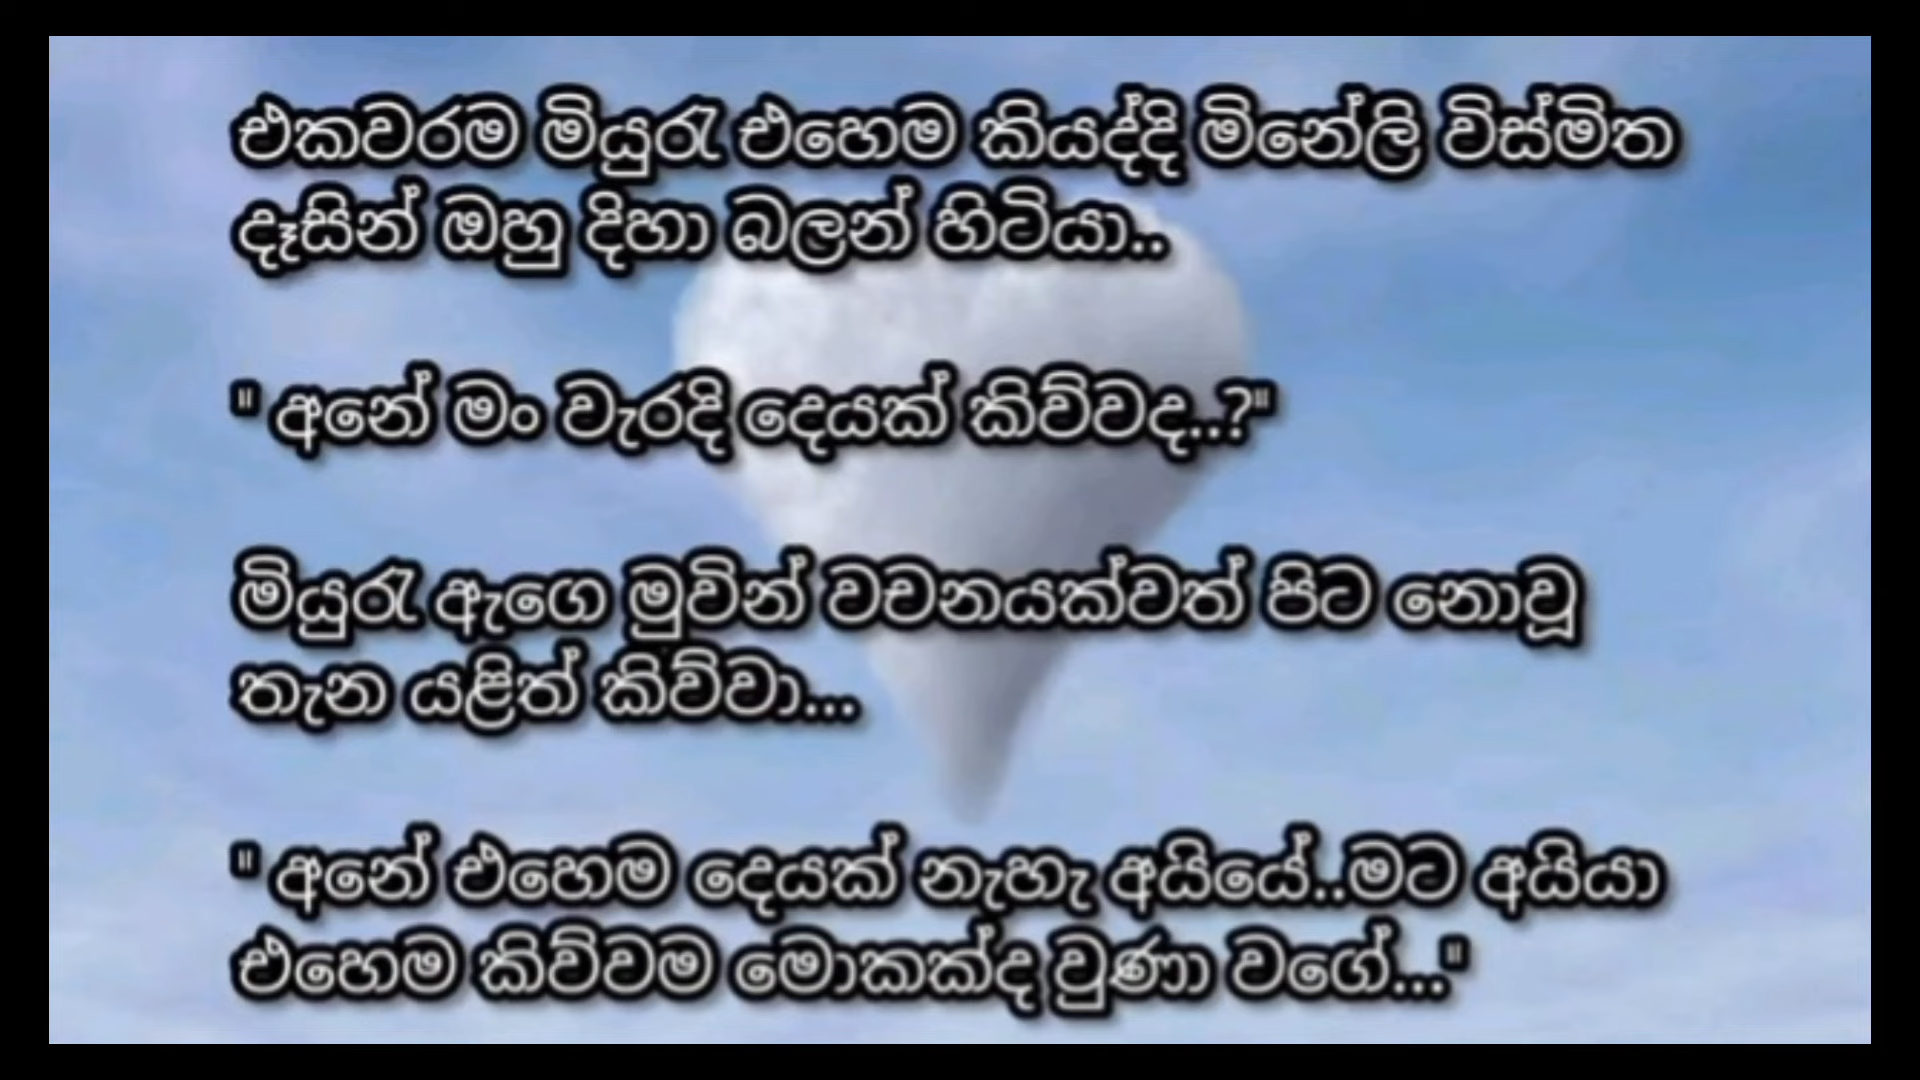 එකවරම මියුරැ එහෙම කියද්දි මිනේලි විස්මිත
දෑසින් ඔහු දිහා බලන් හිටියා..
" අනේ මං වැරදි දෙයක් කිව්වද..?"
මියුරැ ඇගෙ මුවින් වචනයක්වත් පිට නොවූ
තැන යළිත් කිව්වා...
" අනේ එහෙම දෙයක් නැහැ අයියේ..මට අයියා
එහෙම කිව්වම මොකක්ද වුණා වගේ..."